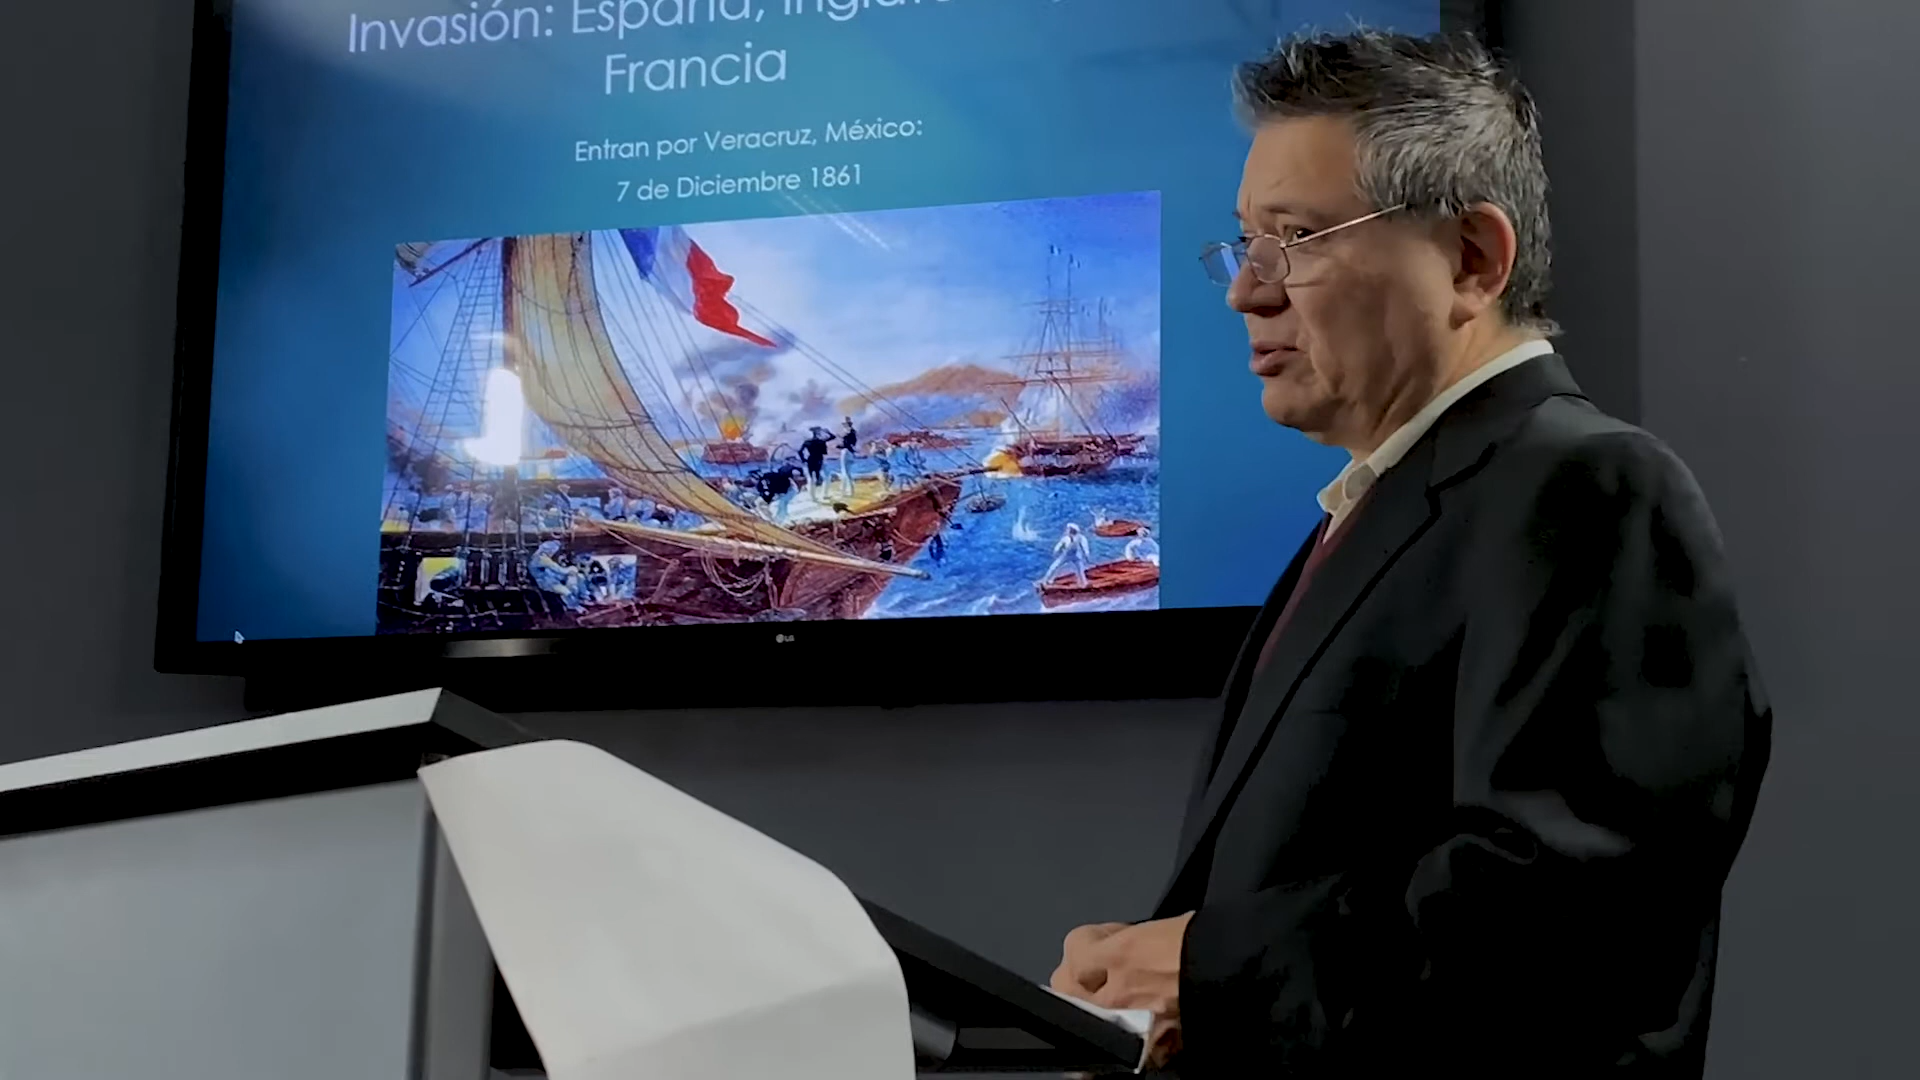 Invasión: España,
Francia
Entran por Veracruz, México:
7 de Diciembre 1861
LG